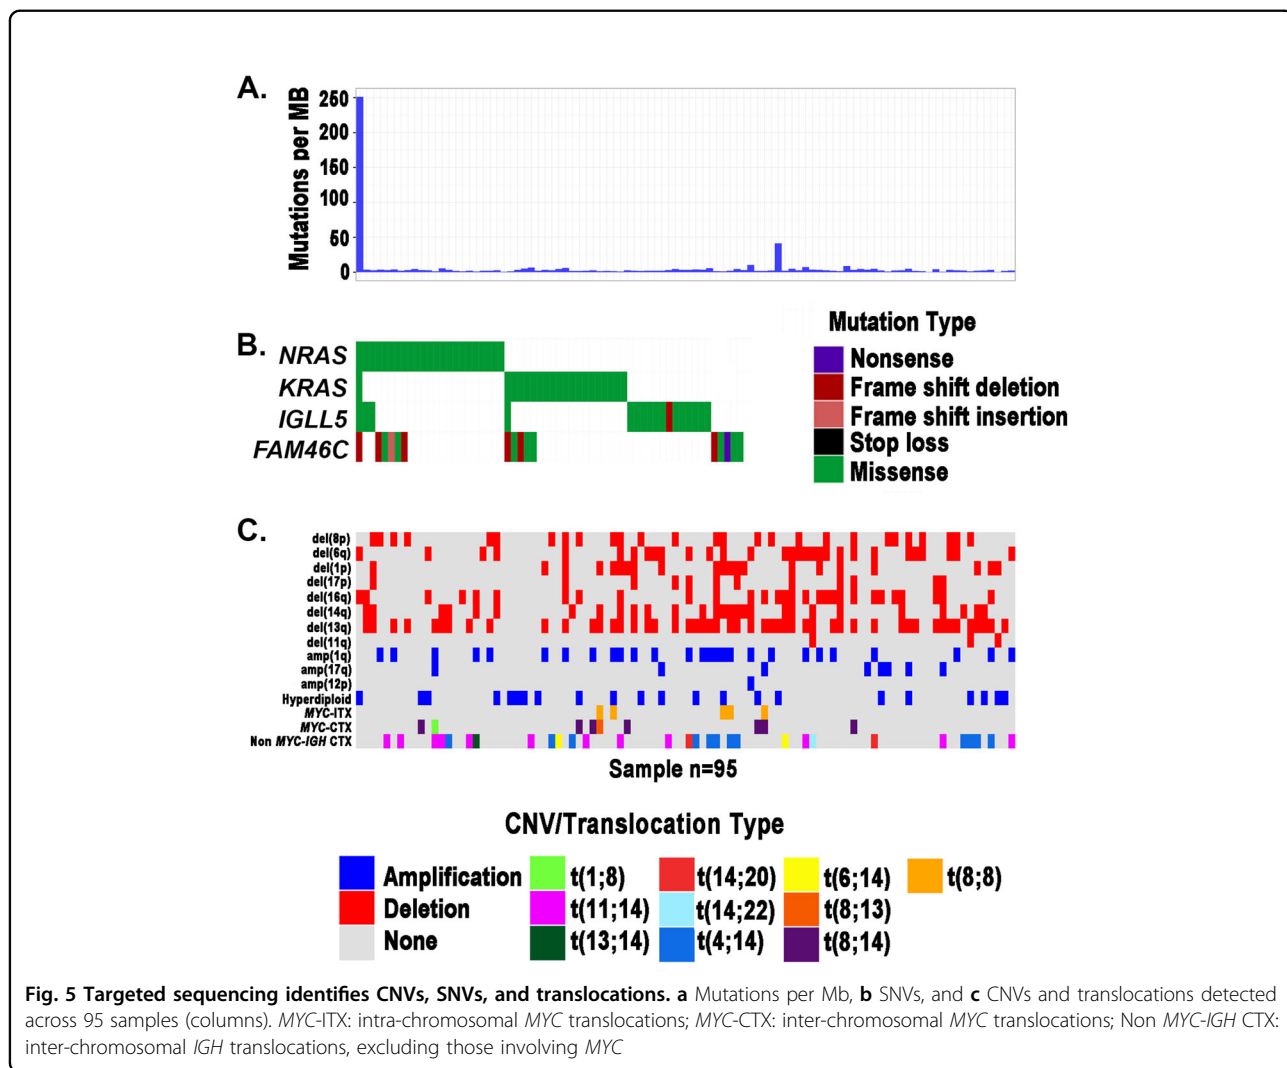 A.
Mutations per MB
250
200
150
100
50
0
B.
NRAS
KRAS
IGLL5
FAM46C
Mutation Type
Nonsense
Frame shift deletion
Frame shift insertion
Stop loss
Missense
C.
del(8p)
del(6q)
del(1p)
del(17p)
del(16q)
del(14q)
del(13q)
del(11q)
amp(1q)
amp(17q)
amp(12p)
Hyperdiploid
MYC-ITX
MYC-CTX
Non MYC-IGH CTX
Sample n=95
CNV/Translocation Type
Amplification
Deletion
None
t(1;8)
t(11;14)
t(13;14)
t(14;20)
t(14;22)
t(4;14)
t(6;14)
t(8;13)
t(8;14)
t(8;8)
Fig. 5 Targeted sequencing identifies CNVs, SNVs, and translocations. a Mutations per Mb, b SNVs, and c CNVs and translocations detected
across 95 samples (columns). MYC-ITX: intra-chromosomal MYC translocations; MYC-CTX: inter-chromosomal MYC translocations; Non MYC-IGH CTX:
inter-chromosomal IGH translocations, excluding those involving MYC